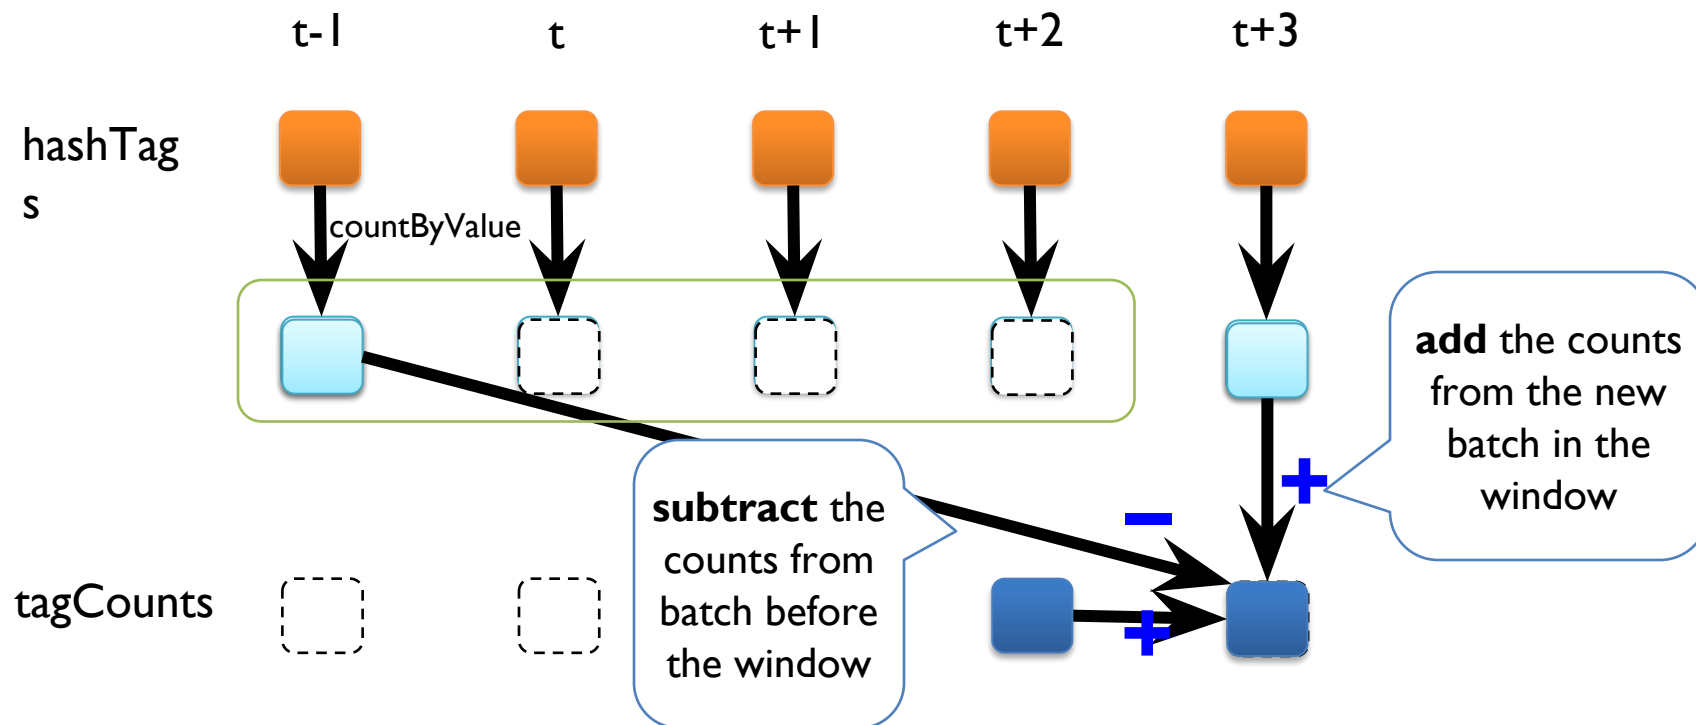 t-1
t
t+1
t+2
t+3
hashTag
s
countByValue
add the counts
from the new
batch in the
window
+
subtract the
counts from
batch before
the window
−
tagCounts
+